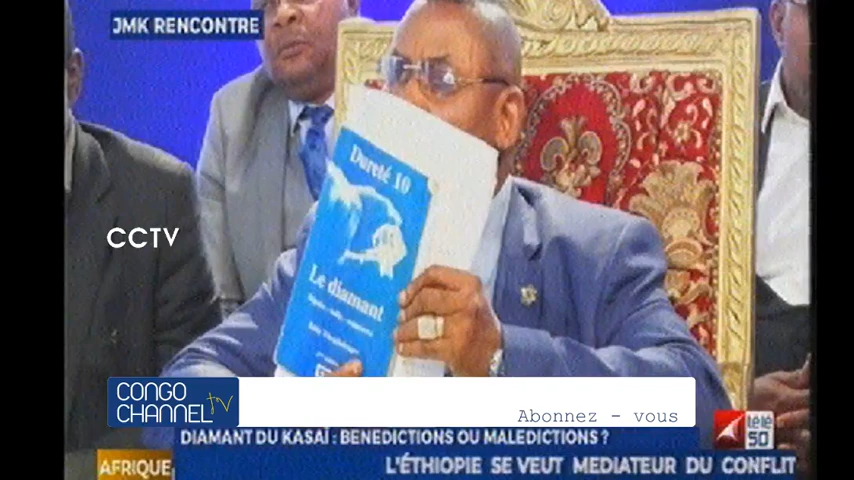 JMK RENCONTRE
Dureté 10
CCTV
Le diamant
CONGO
CHANNEL TV
Abonnez - vous
DIAMANT DU KASAÏ : BENEDICTIONS OU MALEDICTIONS ?
télé
50
AFRIQUE
L'ÉTHIOPIE SE VEUT MEDIATEUR DU CONFLIT